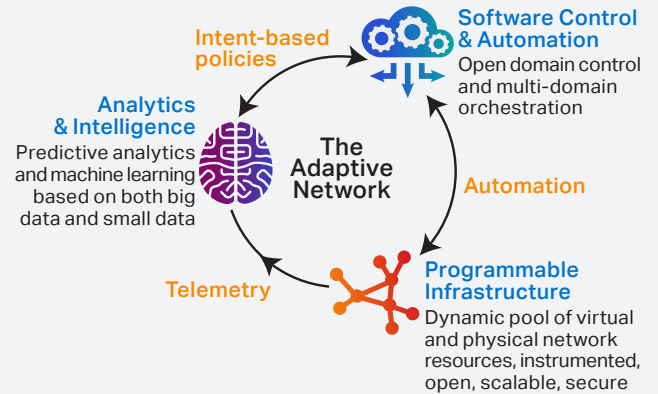 Intent-based
policies
Software Control
& Automation
Open domain control
and multi-domain
orchestration
Analytics
& Intelligence
Predictive analytics
and machine learning
based on both big
data and small data
The
Adaptive
Network
Automation
Telemetry
Programmable
Infrastructure
Dynamic pool of virtual
and physical network
resources, instrumented,
open, scalable, secure